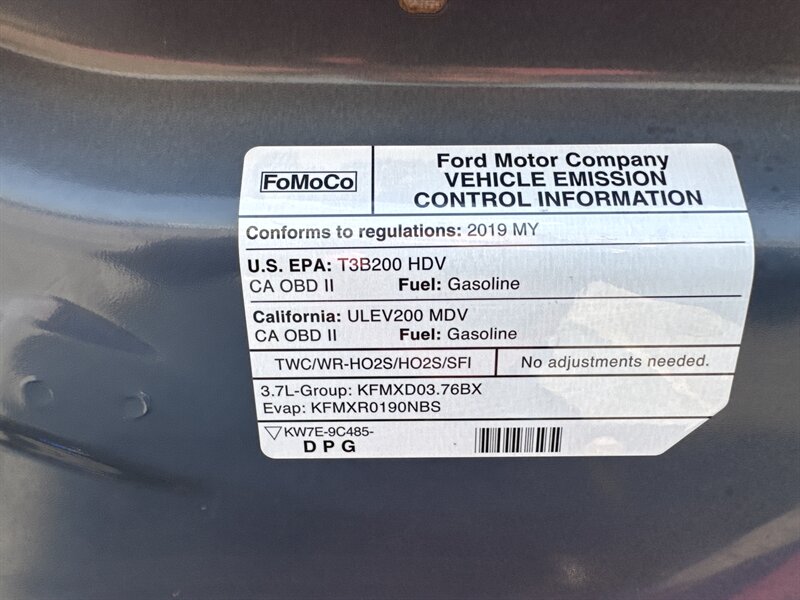 FoMoCo
Ford Motor Company
VEHICLE EMISSION
CONTROL INFORMATION
Conforms to regulations: 2019 MY
U.S. EPA: T3B200 HDV
CA OBD II Fuel: Gasoline
California: ULEV200 MDV
CA OBD II Fuel: Gasoline
TWC/WR-HO2S/HO2S/SFI No adjustments needed.
3.7L-Group: KFMXD03.76BX
Evap: KFMXR0190NBS
KW7E-9C485-
DPG